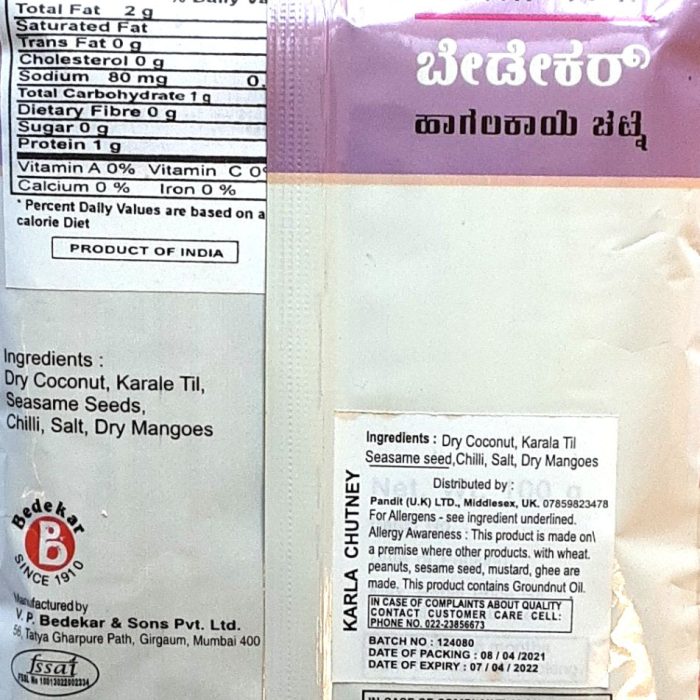 Total Fat 2 g
Saturated Fat
Trans Fat 0 g
Cholesterol 0 g
Sodium 80 mg 0.
Total Carbohydrate 1 g
Dietary Fibre 0 g
Sugar 0 g
Protein 1 g
Vitamin A 0% Vitamin C 0%
Calcium 0 % Iron 0 %
* Percent Daily Values are based on a
calorie Diet
PRODUCT OF INDIA
Ingredients :
Dry Coconut, Karale Til,
Seasame Seeds,
Chilli, Salt, Dry Mangoes
Bedekar
B
SINCE 1910
Manufactured by
V. P. Bedekar & Sons Pvt. Ltd.
Tatya Gharpure Path, Girgaum, Mumbai 400
fssai
ಬೇಡೇಕರ್
ಹಾಗಲಕಾಯಿ ಚಟ್ನಿ
KARLA CHUTNEY
Ingredients : Dry Coconut, Karala Til
Seasame seed,Chilli, Salt, Dry Mangoes
Distributed by :
Pandit (U.K) LTD., Middlesex, UK. 07859823478
For Allergens - see ingredient underlined.
Allergy Awareness : This product is made on\
a premise where other products. with wheat.
peanuts, sesame seed, mustard, ghee are
made. This product contains Groundnut Oil.
IN CASE OF COMPLAINTS ABOUT QUALITY
CONTACT CUSTOMER CARE CELL:
PHONE NO. 022-23856673
BATCH NO : 124080
DATE OF PACKING : 08 / 04 /2021
DATE OF EXPIRY : 07 / 04 / 2022